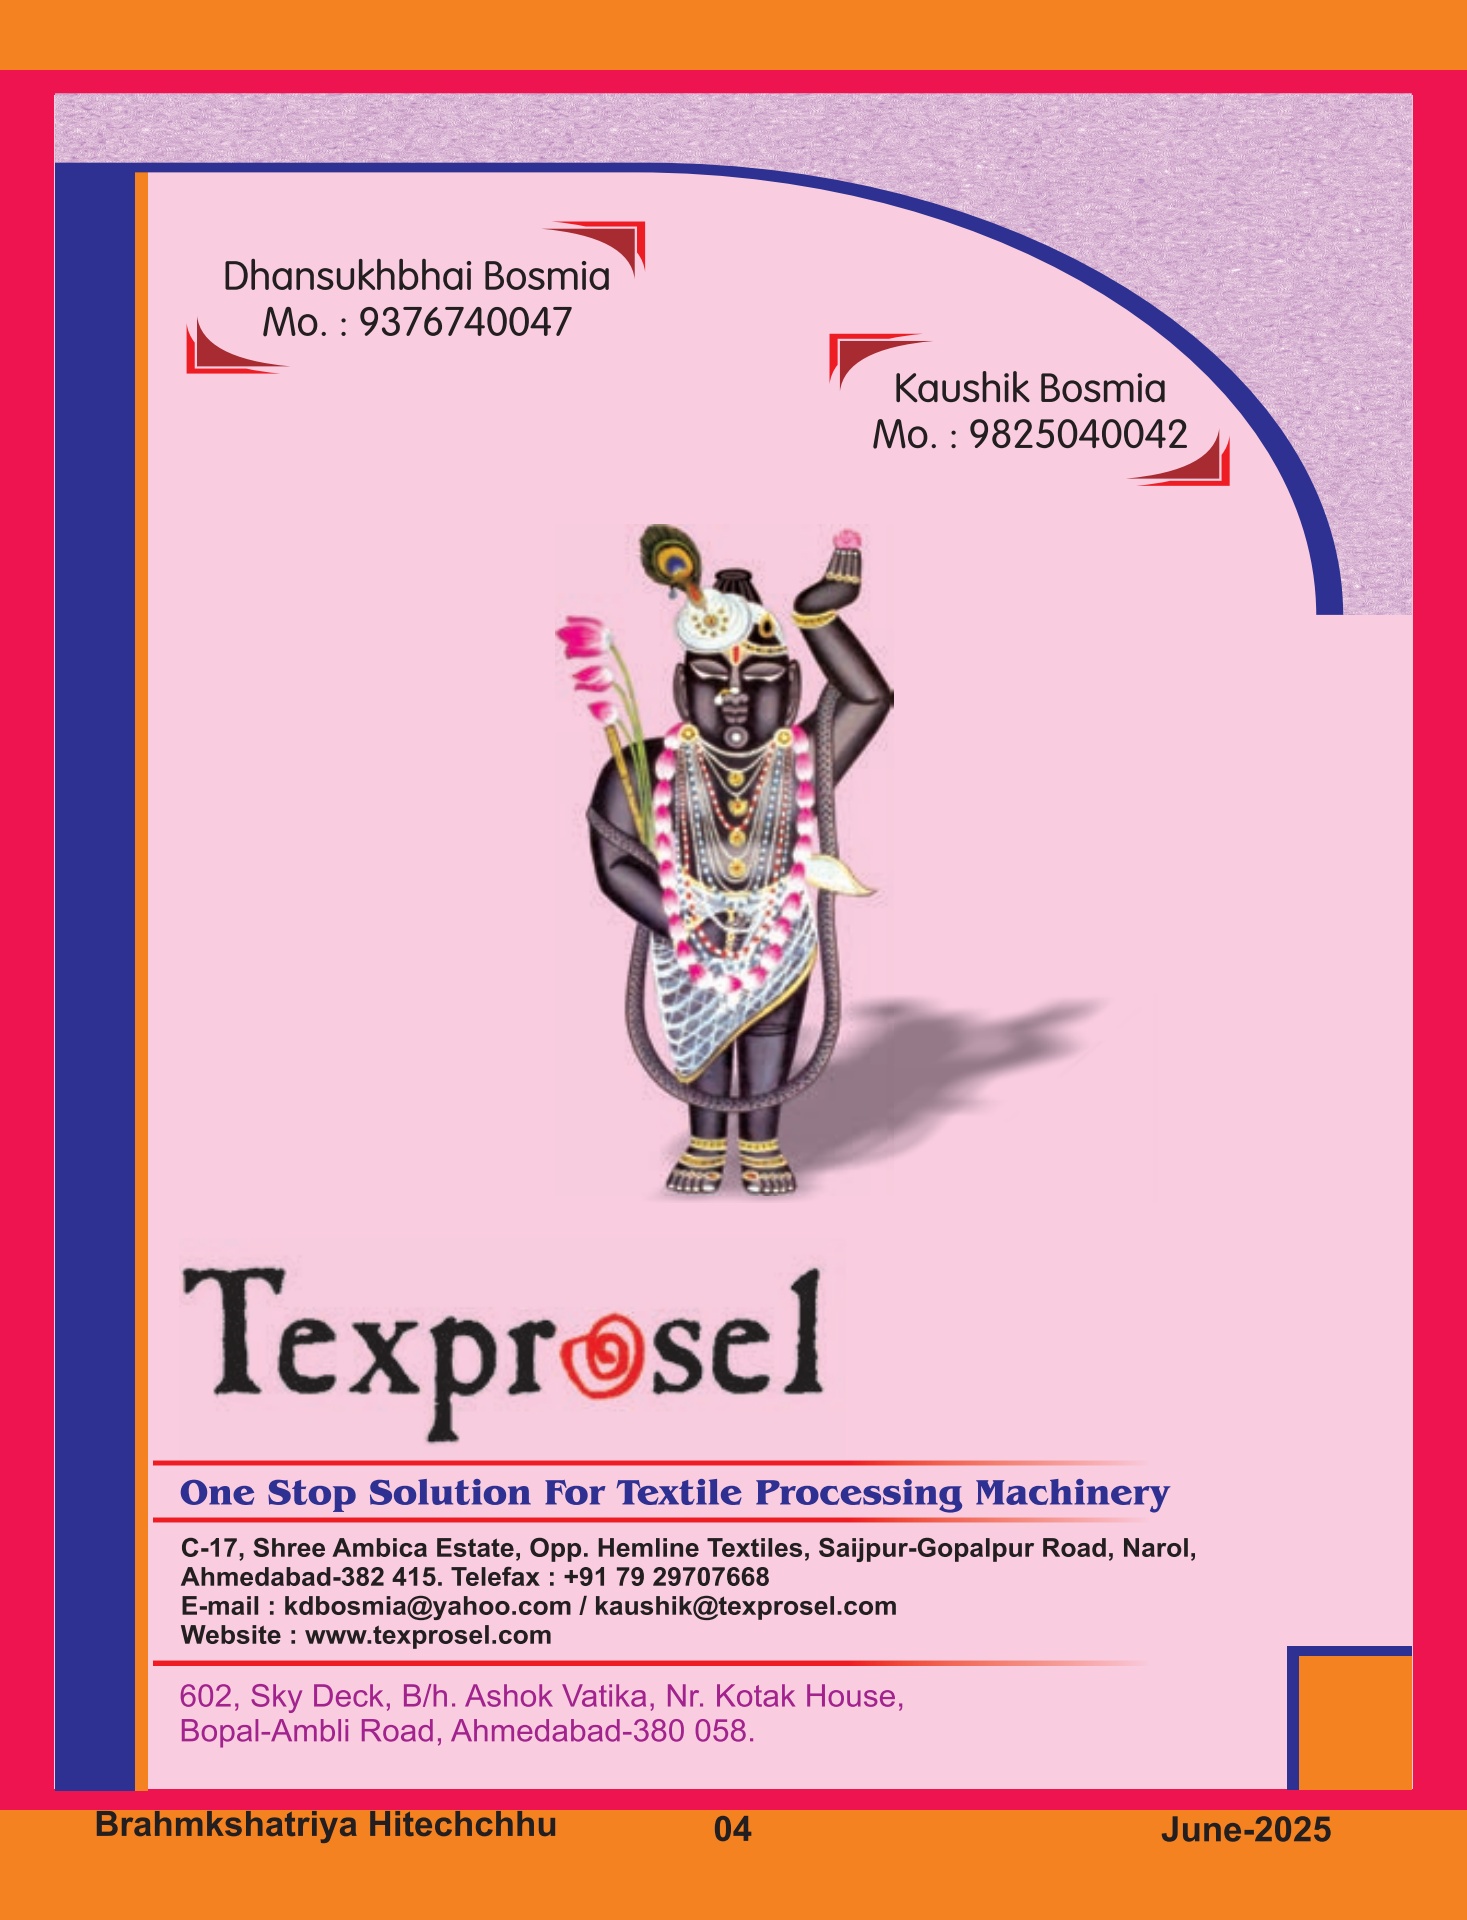 Dhansukhbhai Bosmia
Mo. : 9376740047
Kaushik Bosmia
Mo. : 9825040042
Texprosel
One Stop Solution For Textile Processing Machinery
C-17, Shree Ambica Estate, Opp. Hemline Textiles, Saijpur-Gopalpur Road, Narol,
Ahmedabad-382 415. Telefax : +91 79 29707668
E-mail : kdbosmia@yahoo.com / kaushik@texprosel.com
Website : www.texprosel.com
602, Sky Deck, B/h. Ashok Vatika, Nr. Kotak House,
Bopal-Ambli Road, Ahmedabad-380 058.
Brahmkshatriya Hitechchhu 04 June-2025